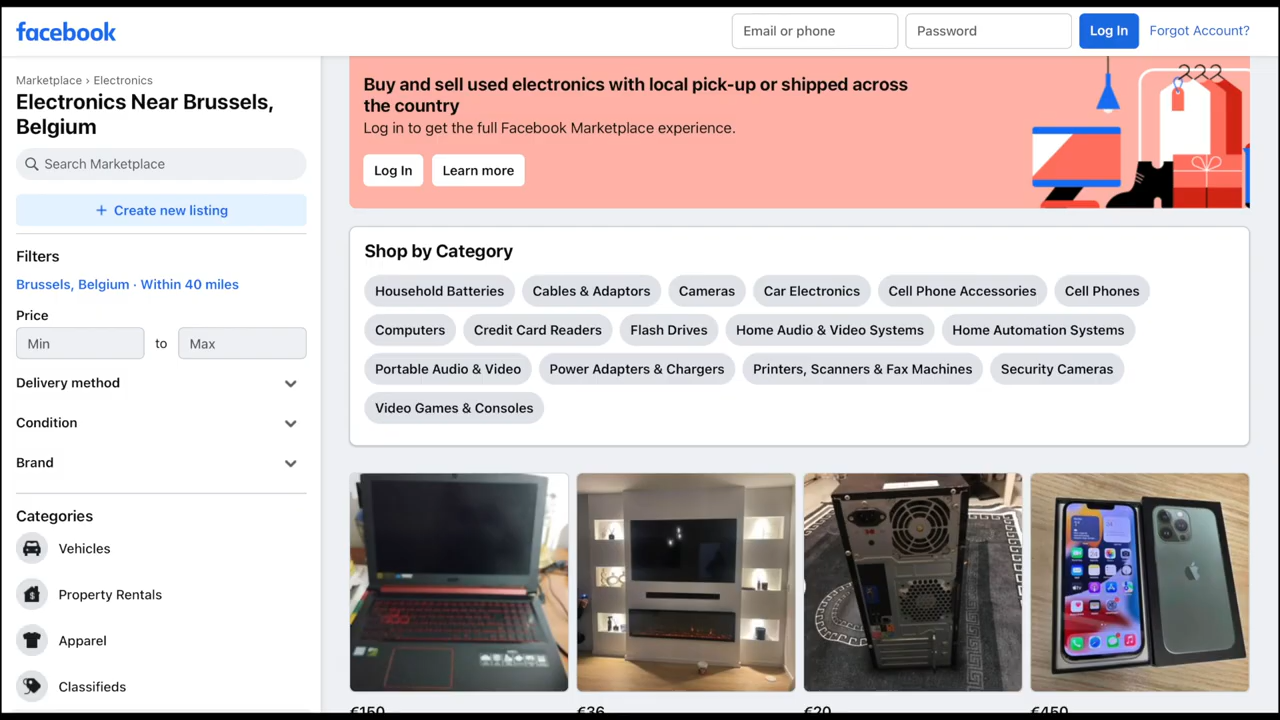 facebook
Email or phone
Password
Log In
Forgot Account?
Marketplace › Electronics
Electronics Near Brussels,
Belgium
Search Marketplace
+ Create new listing
Filters
Brussels, Belgium · Within 40 miles
Price
Min
to
Max
Delivery method
Condition
Brand
Categories
Vehicles
Property Rentals
Apparel
Classifieds
Buy and sell used electronics with local pick-up or shipped across
the country
Log in to get the full Facebook Marketplace experience.
Log In
Learn more
Shop by Category
Household Batteries
Cables & Adaptors
Cameras
Car Electronics
Cell Phone Accessories
Cell Phones
Computers
Credit Card Readers
Flash Drives
Home Audio & Video Systems
Home Automation Systems
Portable Audio & Video
Power Adapters & Chargers
Printers, Scanners & Fax Machines
Security Cameras
Video Games & Consoles
€150
€36
€20
€450